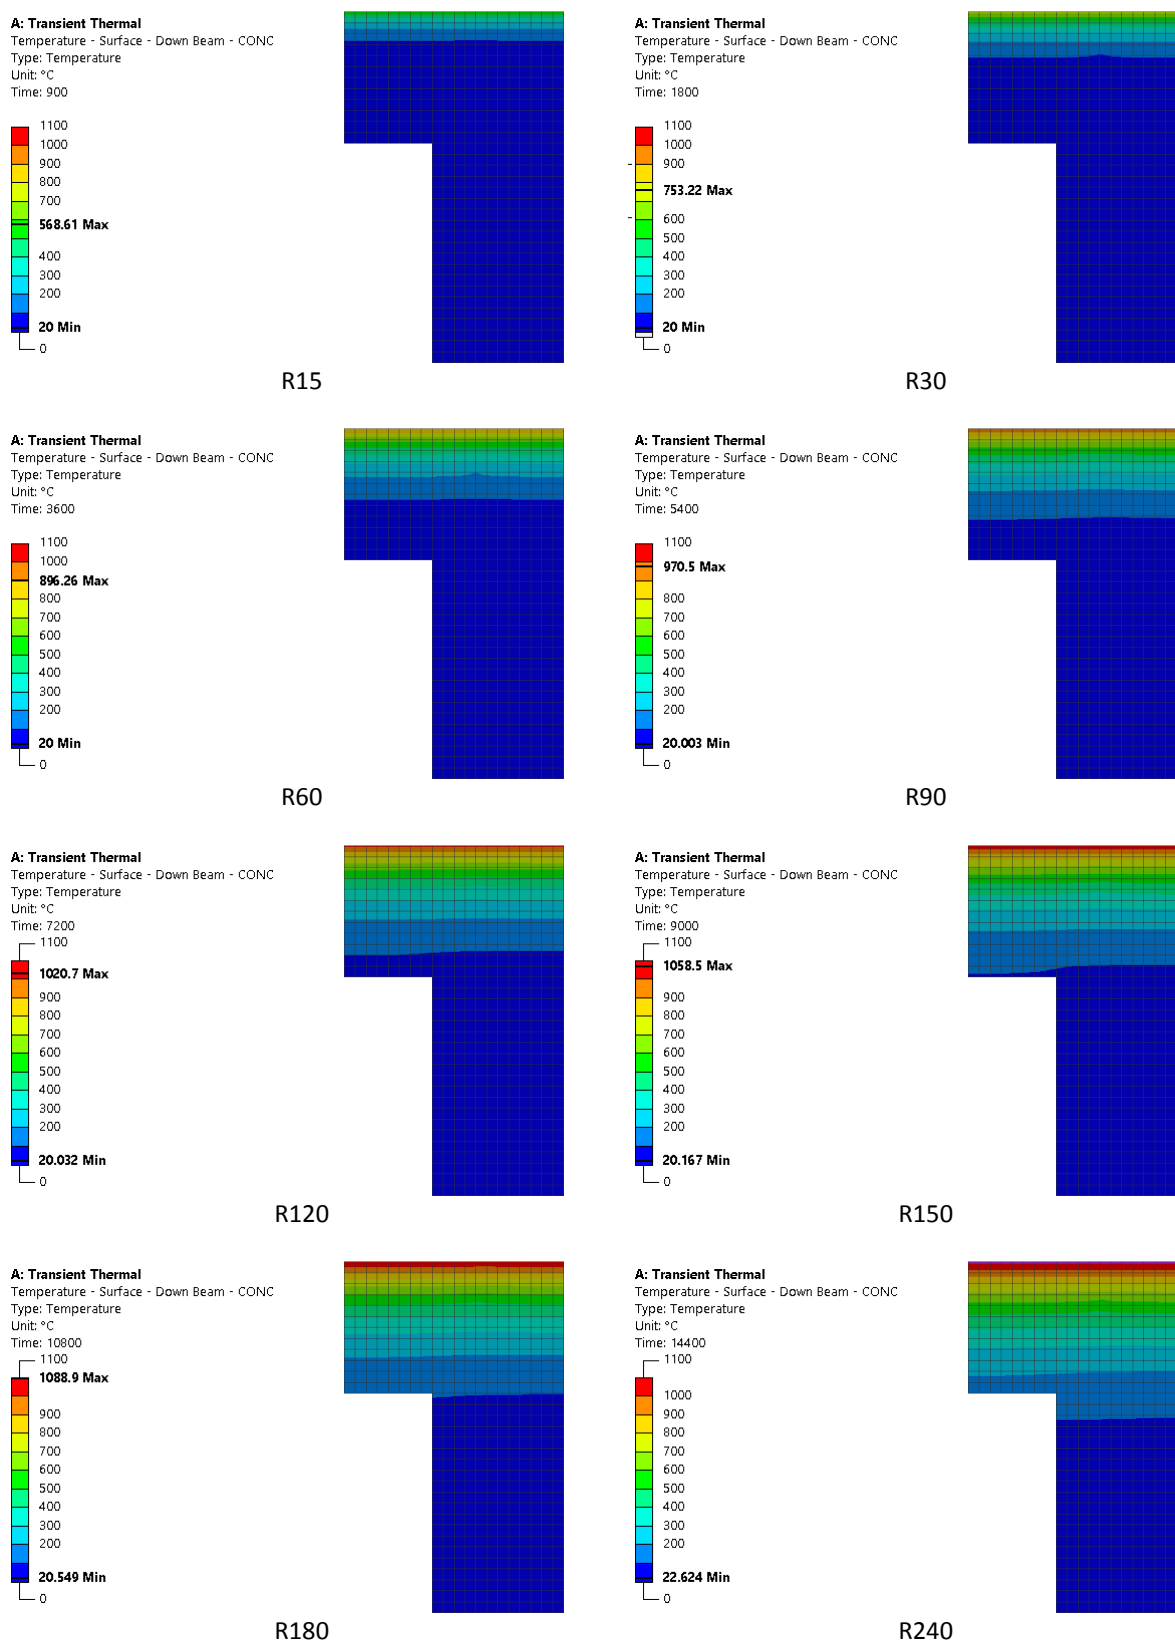 A: Transient Thermal
Temperature - Surface - Down Beam - CONC
Type: Temperature
Unit: °C
Time: 900
1100
1000
900
800
700
568.61 Max
400
300
200
20 Min
0
R15
A: Transient Thermal
Temperature - Surface - Down Beam - CONC
Type: Temperature
Unit: °C
Time: 1800
1100
1000
900
753.22 Max
600
500
400
300
200
20 Min
0
R30
A: Transient Thermal
Temperature - Surface - Down Beam - CONC
Type: Temperature
Unit: °C
Time: 3600
1100
1000
896.26 Max
800
700
600
500
400
300
200
20 Min
0
R60
A: Transient Thermal
Temperature - Surface - Down Beam - CONC
Type: Temperature
Unit: °C
Time: 5400
1100
970.5 Max
800
700
600
500
400
300
200
20.003 Min
0
R90
A: Transient Thermal
Temperature - Surface - Down Beam - CONC
Type: Temperature
Unit: °C
Time: 7200
1100
1020.7 Max
900
800
700
600
500
400
300
200
20.032 Min
0
R120
A: Transient Thermal
Temperature - Surface - Down Beam - CONC
Type: Temperature
Unit: °C
Time: 9000
1100
1058.5 Max
900
800
700
600
500
400
300
200
20.167 Min
0
R150
A: Transient Thermal
Temperature - Surface - Down Beam - CONC
Type: Temperature
Unit: °C
Time: 10800
1100
1088.9 Max
900
800
700
600
500
400
300
200
20.549 Min
0
R180
A: Transient Thermal
Temperature - Surface - Down Beam - CONC
Type: Temperature
Unit: °C
Time: 14400
1100
1000
900
800
700
600
500
400
300
200
22.624 Min
0
R240